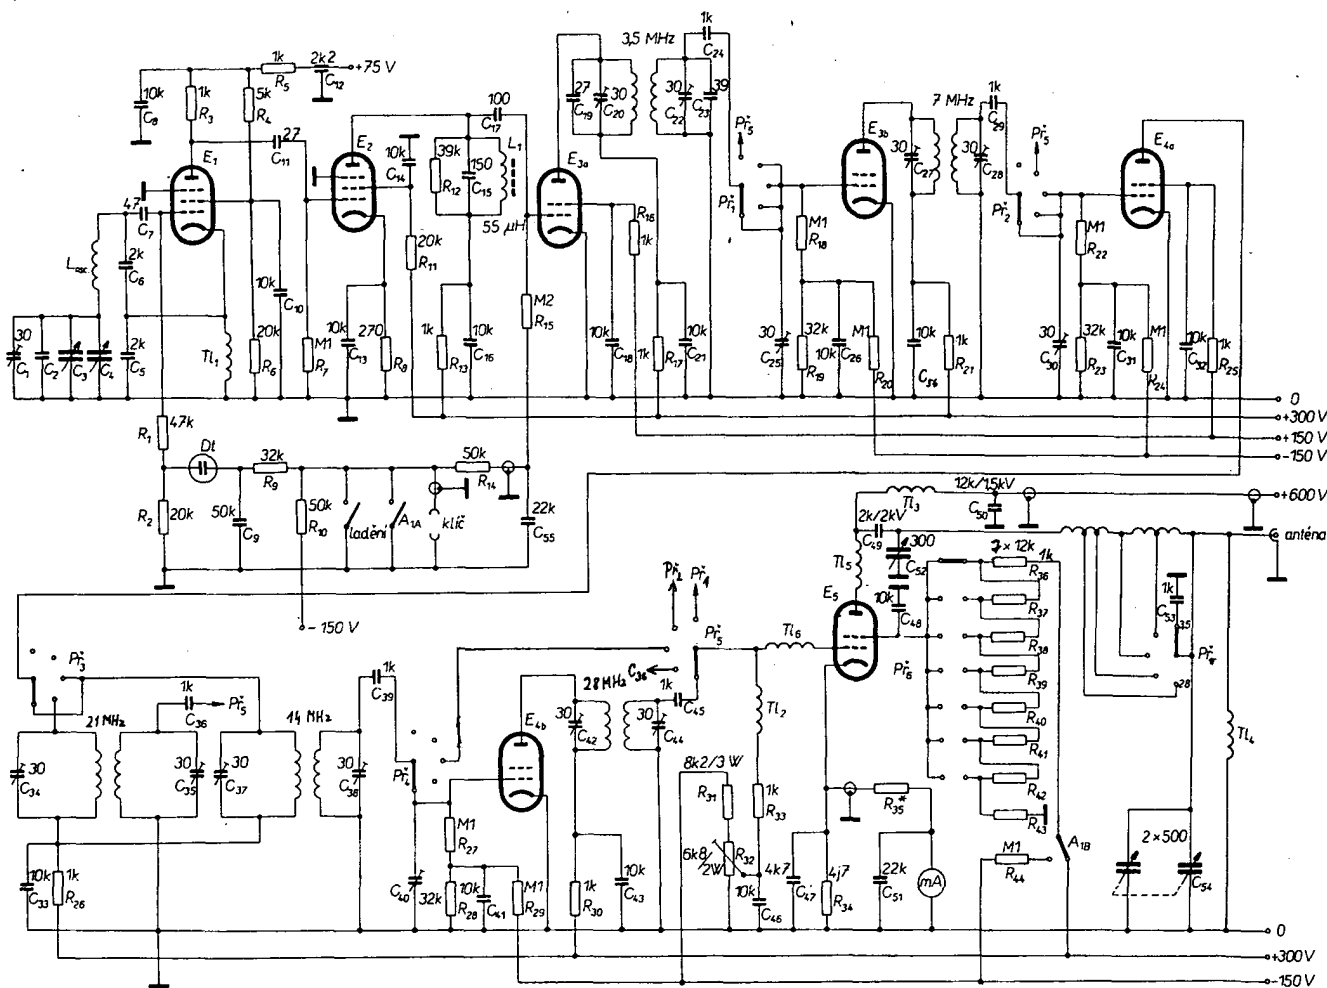 3,5 MHz
1k
C24
1k
R5
2k2
C12
+75 V
10k
C8
1k
R3
5k
R4
27
C11
E1
E2
10k
C14
100
C17
39k
R12
150
C15
L1
55 µH
27
C19
30
C20
30
C22
39
C23
E3a
R16
1k
Př5
Př1
E3b
7 MHz
1k
C29
30
C27
30
C28
Př5
Př2
E4a
47
C7
Losc
2k
C6
10k
C10
20k
R11
M2
R15
M1
R18
M1
R22
30
C1
C2
C3
C4
2k
C5
Tl1
20k
R6
M1
R7
10k
C13
270
R8
1k
R13
10k
C16
10k
C18
1k
R17
10k
C21
30
C25
32k
R19
10k
C26
M1
R20
10k
C56
1k
R21
30
C30
32k
R23
10k
C31
M1
R24
10k
C32
1k
R25
0
+300 V
+150 V
-150 V
R1
47k
Dt
32k
R9
50k
R14
R2
20k
50k
C9
50k
R10
ladění
A1A
klíč
22k
C55
- 150 V
12k/1,5kV
C50
+600 V
Tl3
2k/2kV
C49
300
C52
Tl5
10k
C48
E5
anténa
7 × 12k
1k
R36
R37
R38
R39
R40
R41
R42
R43
Př6
1k
C53
3,5
Př8
28
Tl4
Př2
Př4
Př5
C36
Tl6
Tl2
Př3
1k
C36
Př5
1k
C39
21 MHz
14 MHz
28 MHz
1k
C45
E4b
30
C42
30
C44
30
C34
30
C35
30
C37
30
C38
Př4
8k2/3 W
R31
1k
R33
R35*
M1
R27
6k8/2W
R32
M1
R44
A1B
2 × 500
C54
10k
C33
1k
R26
C40
32k
R28
10k
C41
M1
R29
1k
R30
10k
C43
10k
C46
4k7
C47
4j7
R34
22k
C51
mA
0
+300 V
-150 V